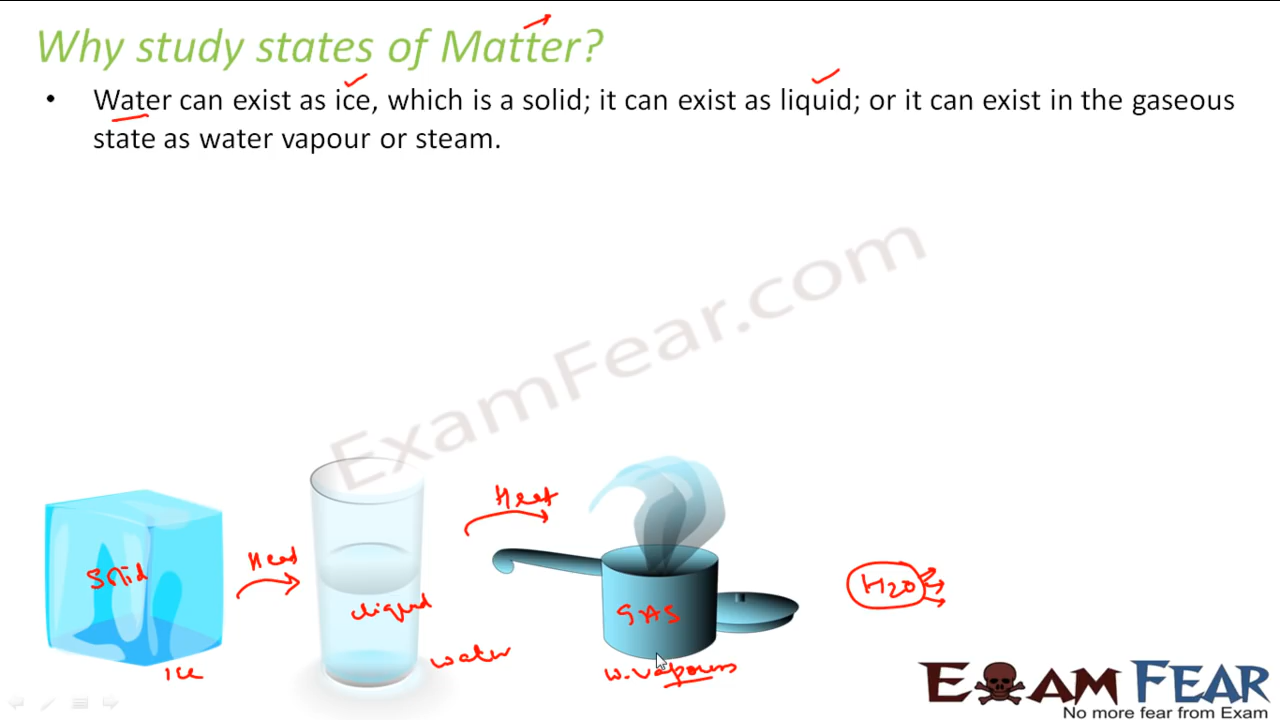 Why study states of Matter?
• Water can exist as ice, which is a solid; it can exist as liquid; or it can exist in the gaseous
state as water vapour or steam.
ExamFear.com
Heat
Heat
Solid
liquid
GAS
H2O
ice
water
w.vapours
EXAM FEAR
No more fear from Exam